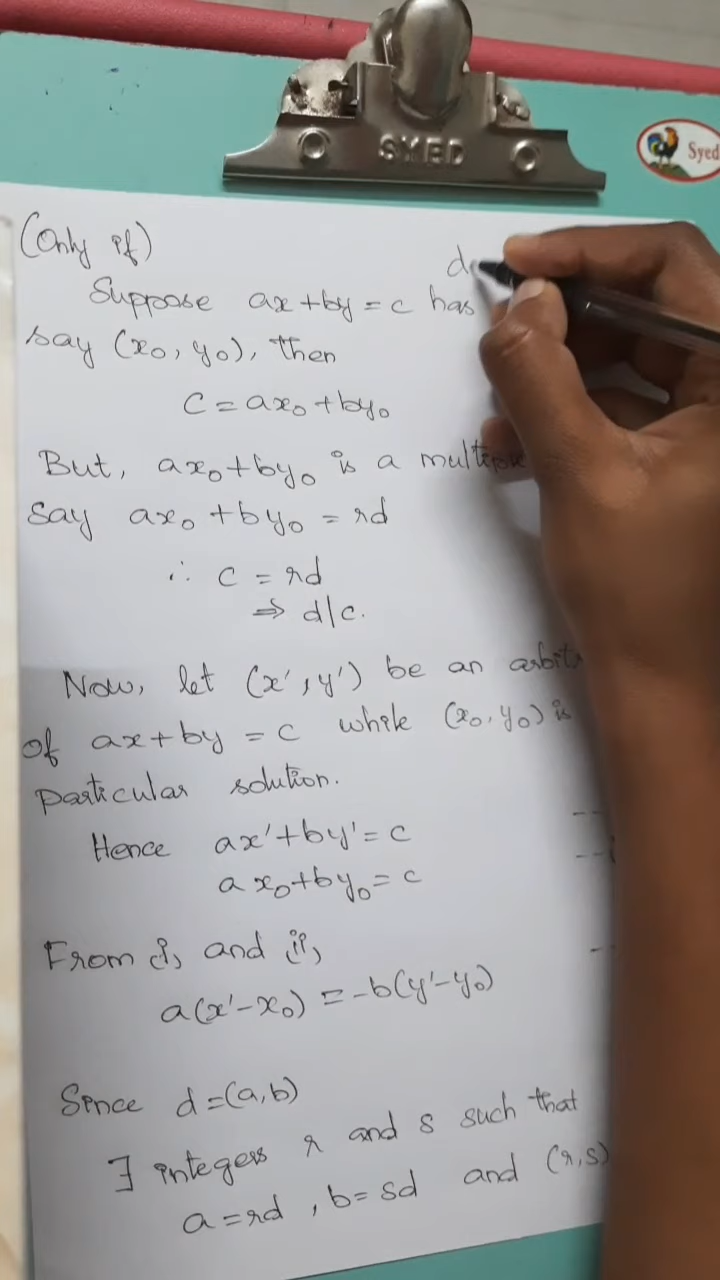 SYED
Syed
(Only if)
Suppose ax+by=c has
say (x₀, y₀), then
c = ax₀+by₀
But, ax₀+by₀ is a multiple
say ax₀+by₀ = rd
∴ c = rd
⇒ d/c.
Now, let (x', y') be an
of ax+by = c while (x₀, y₀) is
particular solution.
Hence ax'+by'=c
ax₀+by₀=c
From i, and ii,
a(x'-x₀) = -b(y'-y₀)
Since d=(a,b)
∃ integers r and s such that
a=rd, b=sd and (r,s)